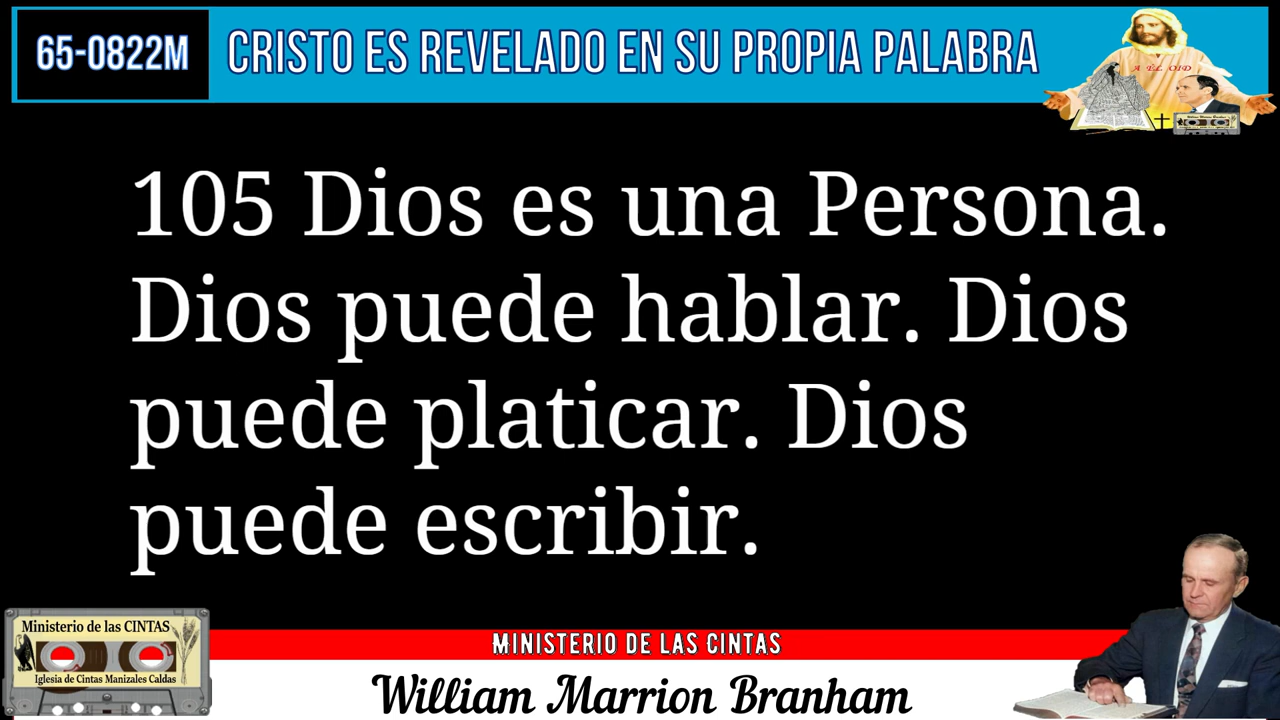 65-0822M CRISTO ES REVELADO EN SU PROPIA PALABRA
A ÉL OID
105 Dios es una Persona.
Dios puede hablar. Dios
puede platicar. Dios
puede escribir.
Ministerio de las CINTAS
Iglesia de Cintas Manizales Caldas
MINISTERIO DE LAS CINTAS
William Marrion Branham